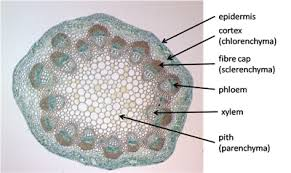 epidermis
cortex
(chlorenchyma)
fibre cap
(sclerenchyma)
phloem
xylem
pith
(parenchyma)